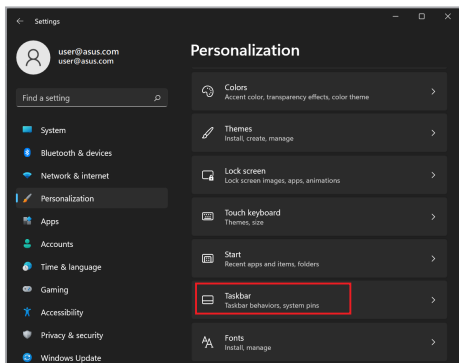 Settings
user@asus.com
user@asus.com
Find a setting
System
Bluetooth & devices
Network & internet
Personalization
Apps
Accounts
Time & language
Gaming
Accessibility
Privacy & security
Windows Update
Personalization
Colors
Accent color, transparency effects, color theme
Themes
Install, create, manage
Lock screen
Lock screen images, apps, animations
Touch keyboard
Themes, size
Start
Recent apps and items, folders
Taskbar
Taskbar behaviors, system pins
Fonts
Install, manage